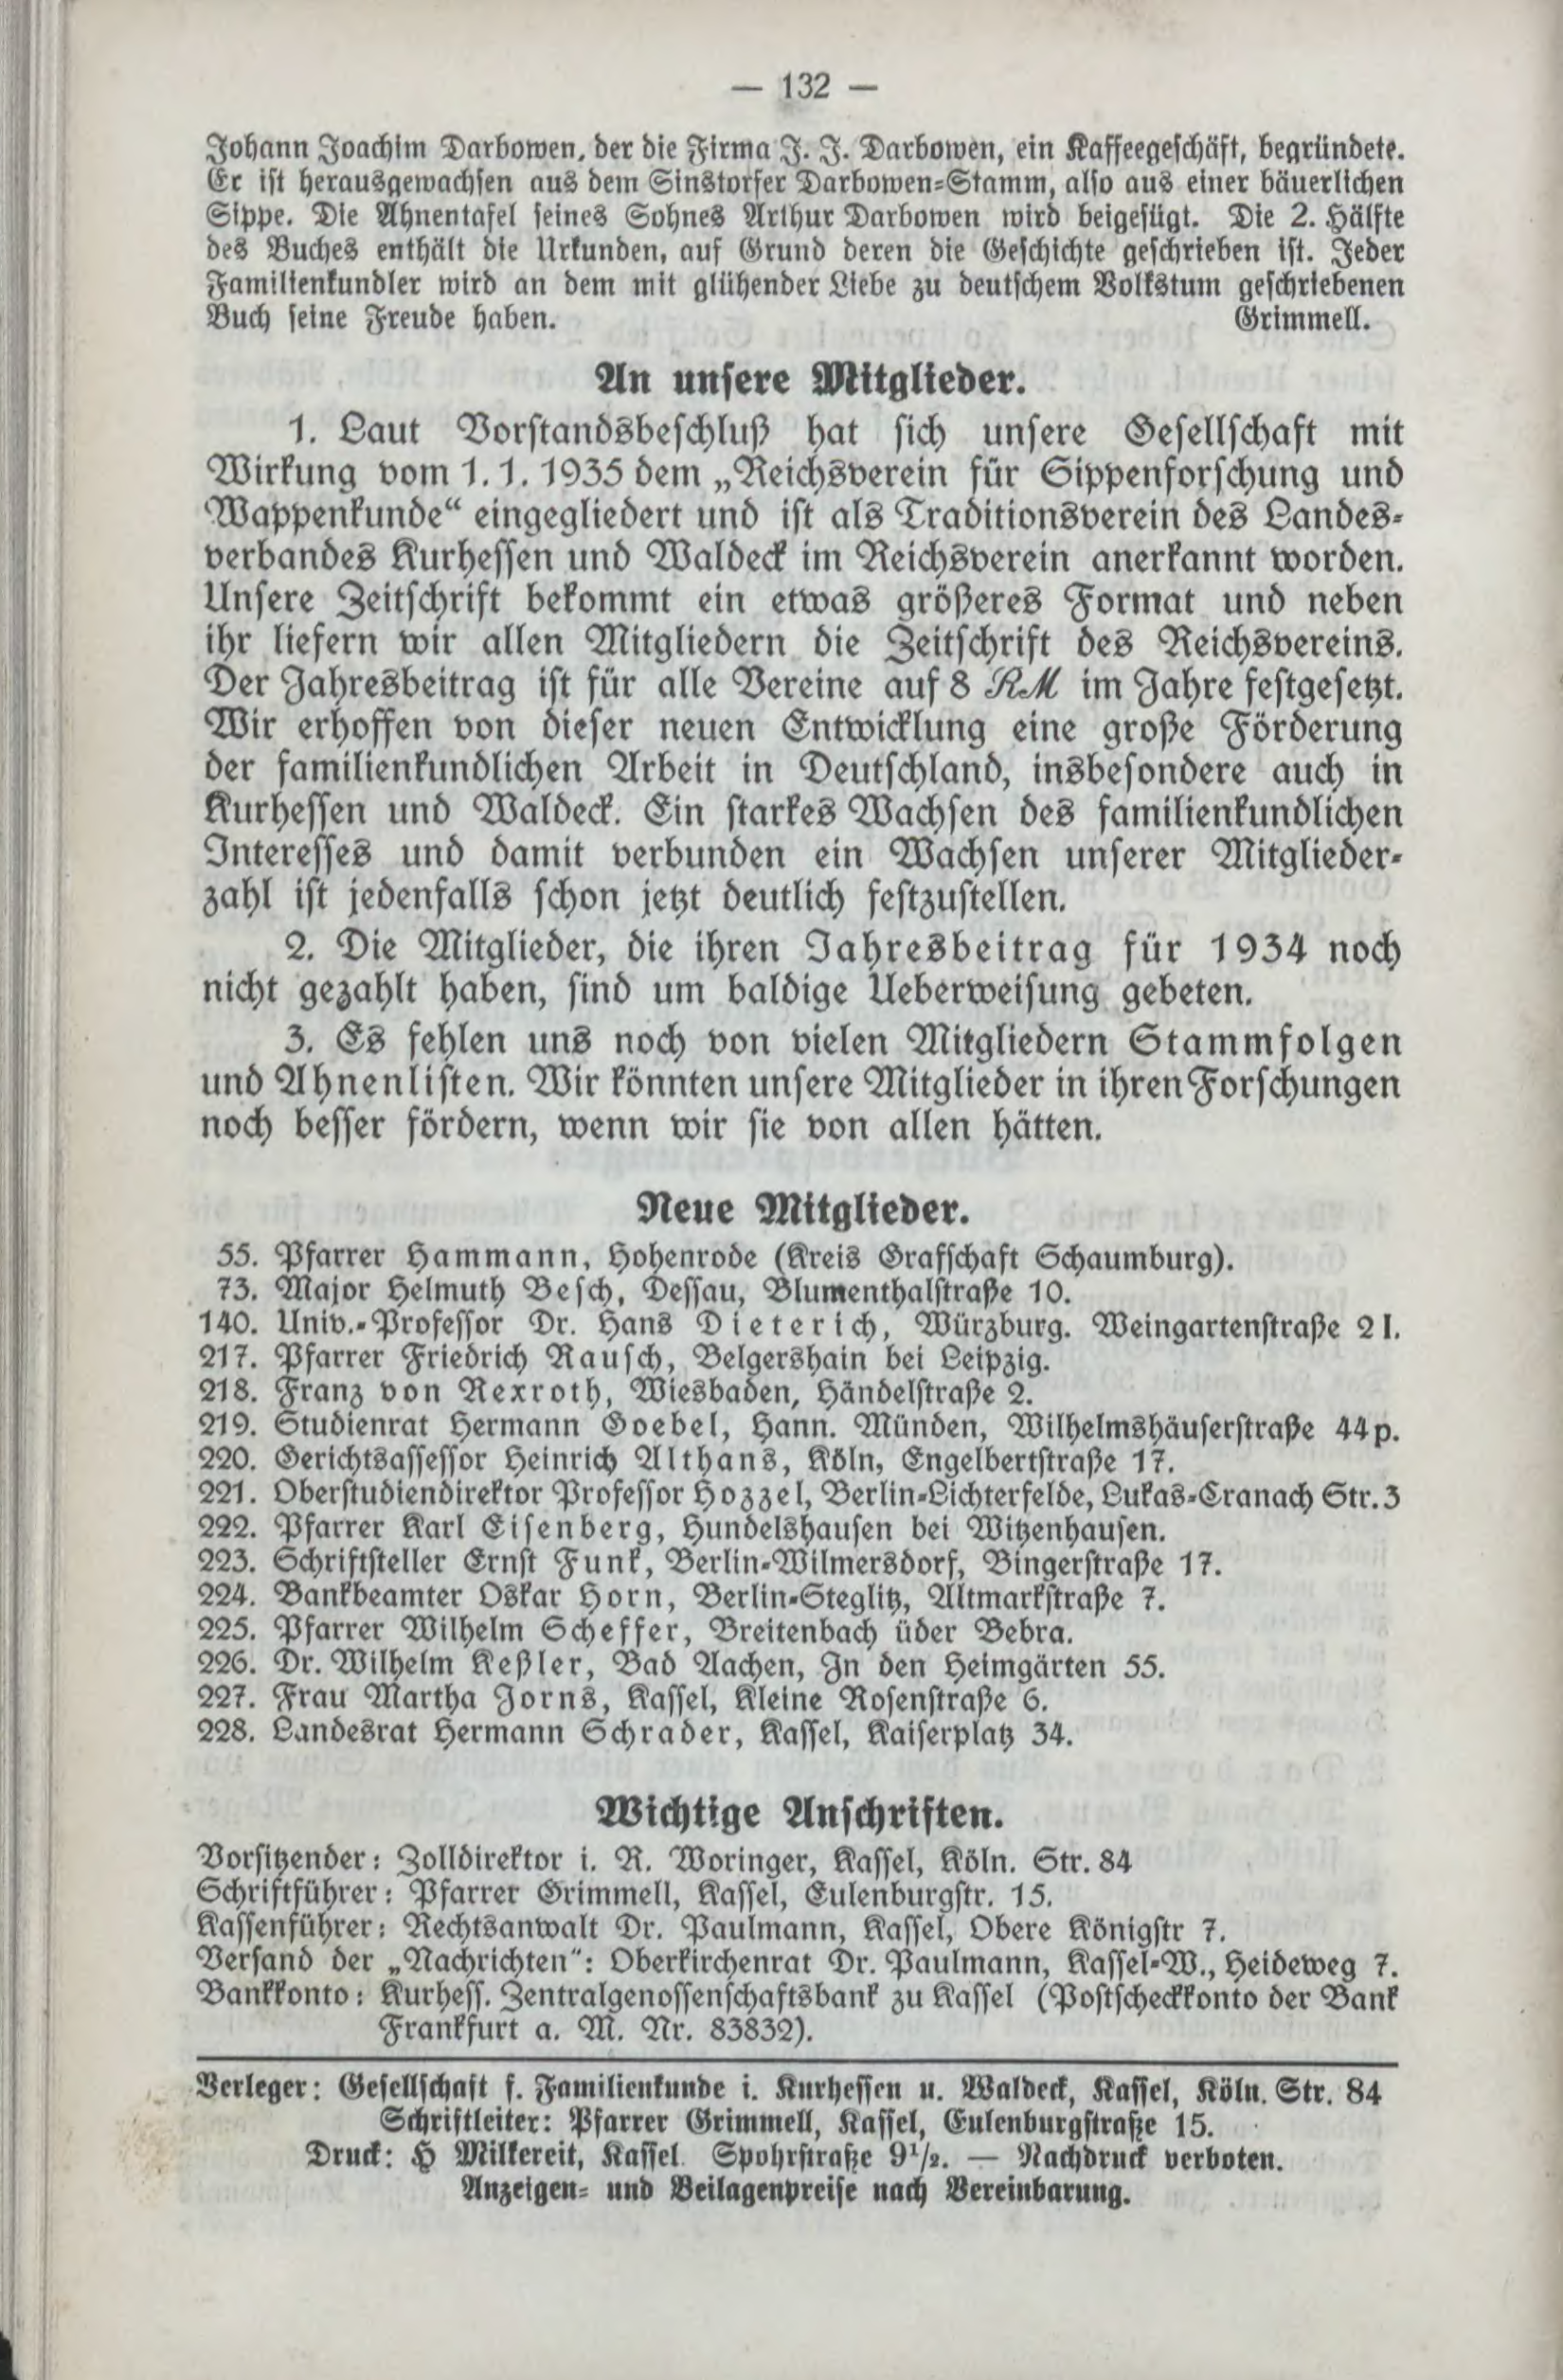 — 132 —
Johann Joachim Darbowen, der die Firma J. J. Darbowen, ein Kaffeegeschäft, begründete.
Er ist herausgewachsen aus dem Sinstorfer Darbowen-Stamm, also aus einer bäuerlichen
Sippe. Die Ahnentafel seines Sohnes Arthur Darbowen wird beigefügt. Die 2. Hälfte
des Buches enthält die Urkunden, auf Grund deren die Geschichte geschrieben ist. Jeder
Familienkundler wird an dem mit glühender Liebe zu deutschem Volkstum geschriebenen
Buch seine Freude haben. Grimmell.
An unsere Mitglieder.
1. Laut Vorstandsbeschluß hat sich unsere Gesellschaft mit
Wirkung vom 1. 1. 1935 dem „Reichsverein für Sippenforschung und
Wappenkunde“ eingegliedert und ist als Traditionsverein des Landes-
verbandes Kurhessen und Waldeck im Reichsverein anerkannt worden.
Unsere Zeitschrift bekommt ein etwas größeres Format und neben
ihr liefern wir allen Mitgliedern die Zeitschrift des Reichsvereins.
Der Jahresbeitrag ist für alle Vereine auf 8 RM im Jahre festgesetzt.
Wir erhoffen von dieser neuen Entwicklung eine große Förderung
der familienkundlichen Arbeit in Deutschland, insbesondere auch in
Kurhessen und Waldeck. Ein starkes Wachsen des familienkundlichen
Interesses und damit verbunden ein Wachsen unserer Mitglieder-
zahl ist jedenfalls schon jetzt deutlich festzustellen.
2. Die Mitglieder, die ihren Jahresbeitrag für 1934 noch
nicht gezahlt haben, sind um baldige Ueberweisung gebeten.
3. Es fehlen uns noch von vielen Mitgliedern Stammfolgen
und Ahnenlisten. Wir könnten unsere Mitglieder in ihren Forschungen
noch besser fördern, wenn wir sie von allen hätten.
Neue Mitglieder.
55. Pfarrer Hammann, Hohenrode (Kreis Grafschaft Schaumburg).
73. Major Helmuth Besch, Dessau, Blumenthalstraße 10.
140. Univ.-Professor Dr. Hans Dieterich, Würzburg. Weingartenstraße 2 I.
217. Pfarrer Friedrich Rausch, Belgershain bei Leipzig.
218. Franz von Rexroth, Wiesbaden, Händelstraße 2.
219. Studienrat Hermann Goebel, Hann. Münden, Wilhelmshäuserstraße 44p.
220. Gerichtsassessor Heinrich Althans, Köln, Engelbertstraße 17.
221. Oberstudiendirektor Professor Hozzel, Berlin-Lichterfelde, Lukas-Cranach Str. 3
222. Pfarrer Karl Eisenberg, Hundelshausen bei Witzenhausen.
223. Schriftsteller Ernst Funk, Berlin-Wilmersdorf, Bingerstraße 17.
224. Bankbeamter Oskar Horn, Berlin-Steglitz, Altmarkstraße 7.
225. Pfarrer Wilhelm Scheffer, Breitenbach üder Bebra.
226. Dr. Wilhelm Keßler, Bad Aachen, In den Heimgärten 55.
227. Frau Martha Jorns, Kassel, Kleine Rosenstraße 6.
228. Landesrat Hermann Schrader, Kassel, Kaiserplatz 34.
Wichtige Anschriften.
Vorsitzender: Zolldirektor i. R. Woringer, Kassel, Köln. Str. 84
Schriftführer: Pfarrer Grimmell, Kassel, Eulenburgstr. 15.
Kassenführer: Rechtsanwalt Dr. Paulmann, Kassel, Obere Königstr 7.
Versand der „Nachrichten“: Oberkirchenrat Dr. Paulmann, Kassel-W., Heideweg 7.
Bankkonto: Kurhess. Zentralgenossenschaftsbank zu Kassel (Postscheckkonto der Bank
Frankfurt a. M. Nr. 83832).
Verleger: Gesellschaft f. Familienkunde i. Kurhessen u. Waldeck, Kassel, Köln. Str. 84
Schriftleiter: Pfarrer Grimmell, Kassel, Eulenburgstraße 15.
Druck: H Milkereit, Kassel. Spohrstraße 9 1/2. — Nachdruck verboten.
Anzeigen- und Beilagenpreise nach Vereinbarung.